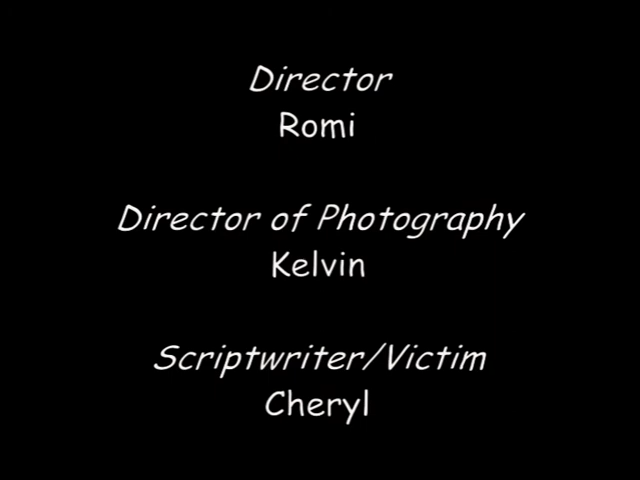 Director
Romi
Director of Photography
Kelvin
Scriptwriter/Victim
Cheryl